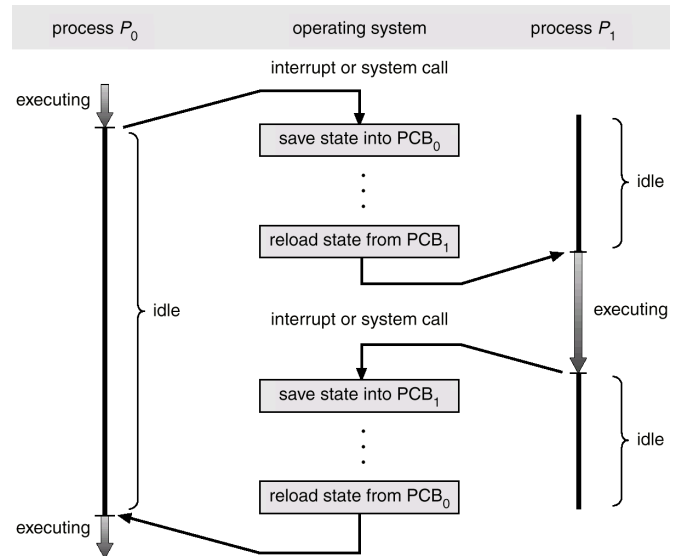 process P0
operating system
process P1
interrupt or system call
executing
save state into PCB0
idle
reload state from PCB1
idle
executing
interrupt or system call
save state into PCB1
idle
reload state from PCB0
executing